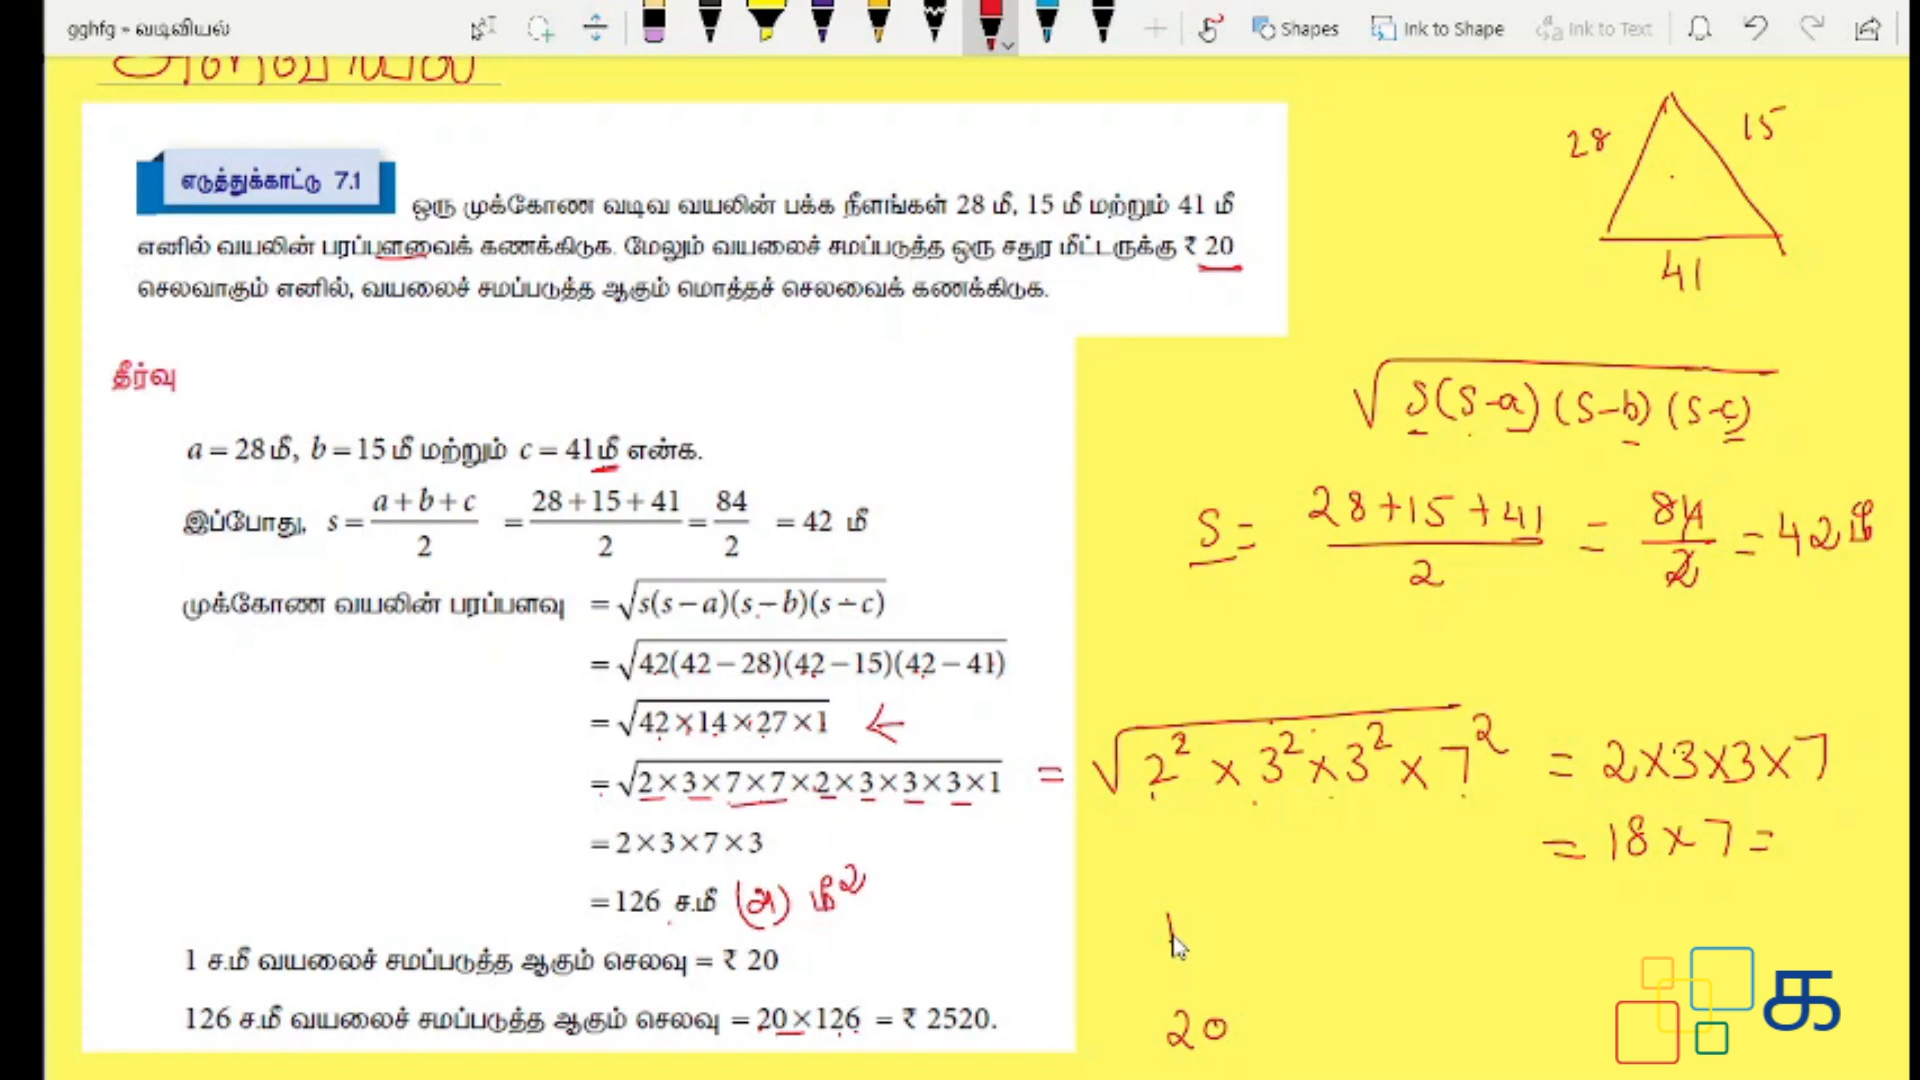 gghfg - வடிவியல்
Shapes
Ink to Shape
Ink to Text
அளவியல்
எடுத்துக்காட்டு 7.1
ஒரு முக்கோண வடிவ வயலின் பக்க நீளங்கள் 28 மீ, 15 மீ மற்றும் 41 மீ
எனில் வயலின் பரப்பளவைக் கணக்கிடுக. மேலும் வயலைச் சமப்படுத்த ஒரு சதுர மீட்டருக்கு ₹ 20
செலவாகும் எனில், வயலைச் சமப்படுத்த ஆகும் மொத்தச் செலவைக் கணக்கிடுக.
28
15
41
தீர்வு
a = 28 மீ, b = 15 மீ மற்றும் c = 41 மீ என்க.
இப்போது, s = (a+b+c)/2 = (28+15+41)/2 = 84/2 = 42 மீ
முக்கோண வயலின் பரப்பளவு = √s(s−a)(s−b)(s−c)
= √42(42−28)(42−15)(42−41)
= √42×14×27×1
= √2×3×7×7×2×3×3×3×1
= 2×3×7×3
= 126 ச.மீ (அ) மீ²
1 ச.மீ வயலைச் சமப்படுத்த ஆகும் செலவு = ₹ 20
126 ச.மீ வயலைச் சமப்படுத்த ஆகும் செலவு = 20×126 = ₹ 2520.
√S(S-a)(S-b)(S-c)
S = (28+15+41)/2 = 84/2 = 42 மீ
= √2² × 3² × 3² × 7² = 2×3×3×7
= 18 × 7 =
20
க